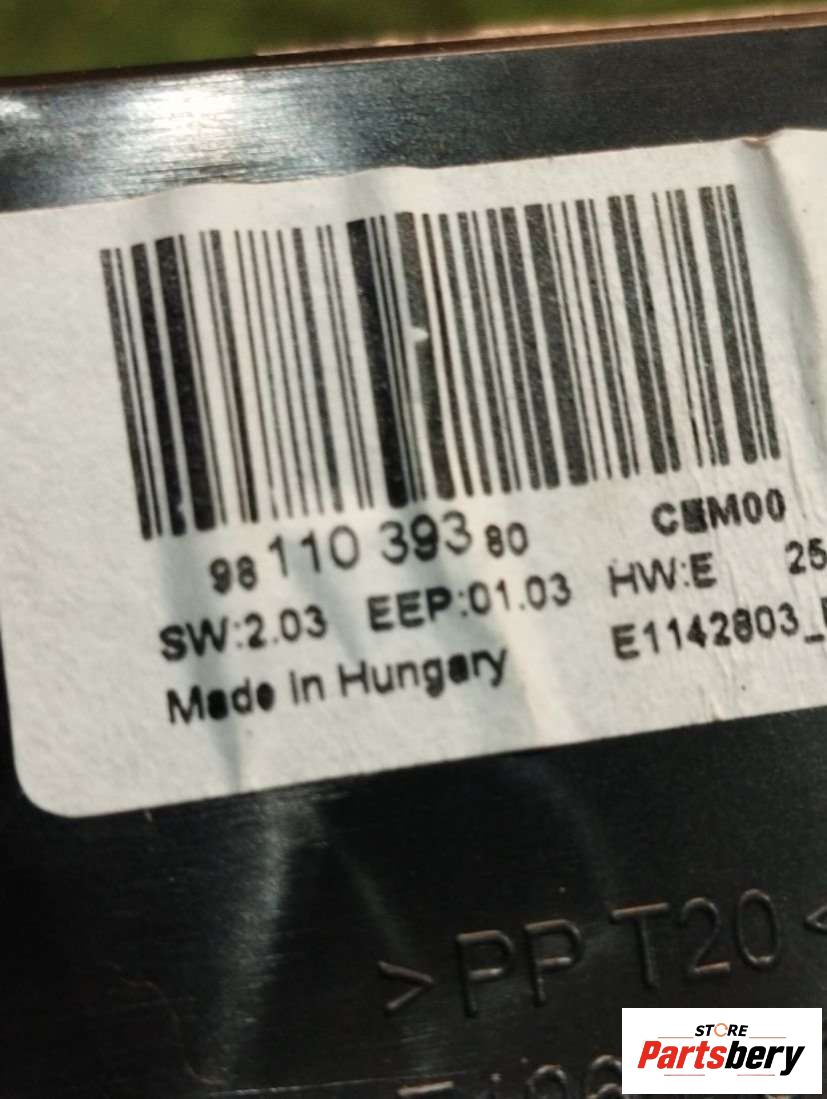 98 110 393 80 CEM00
SW:2.03 EEP:01.03 HW:E 25
Made in Hungary E1142803_
>PP T20<
STORE
Partsbery